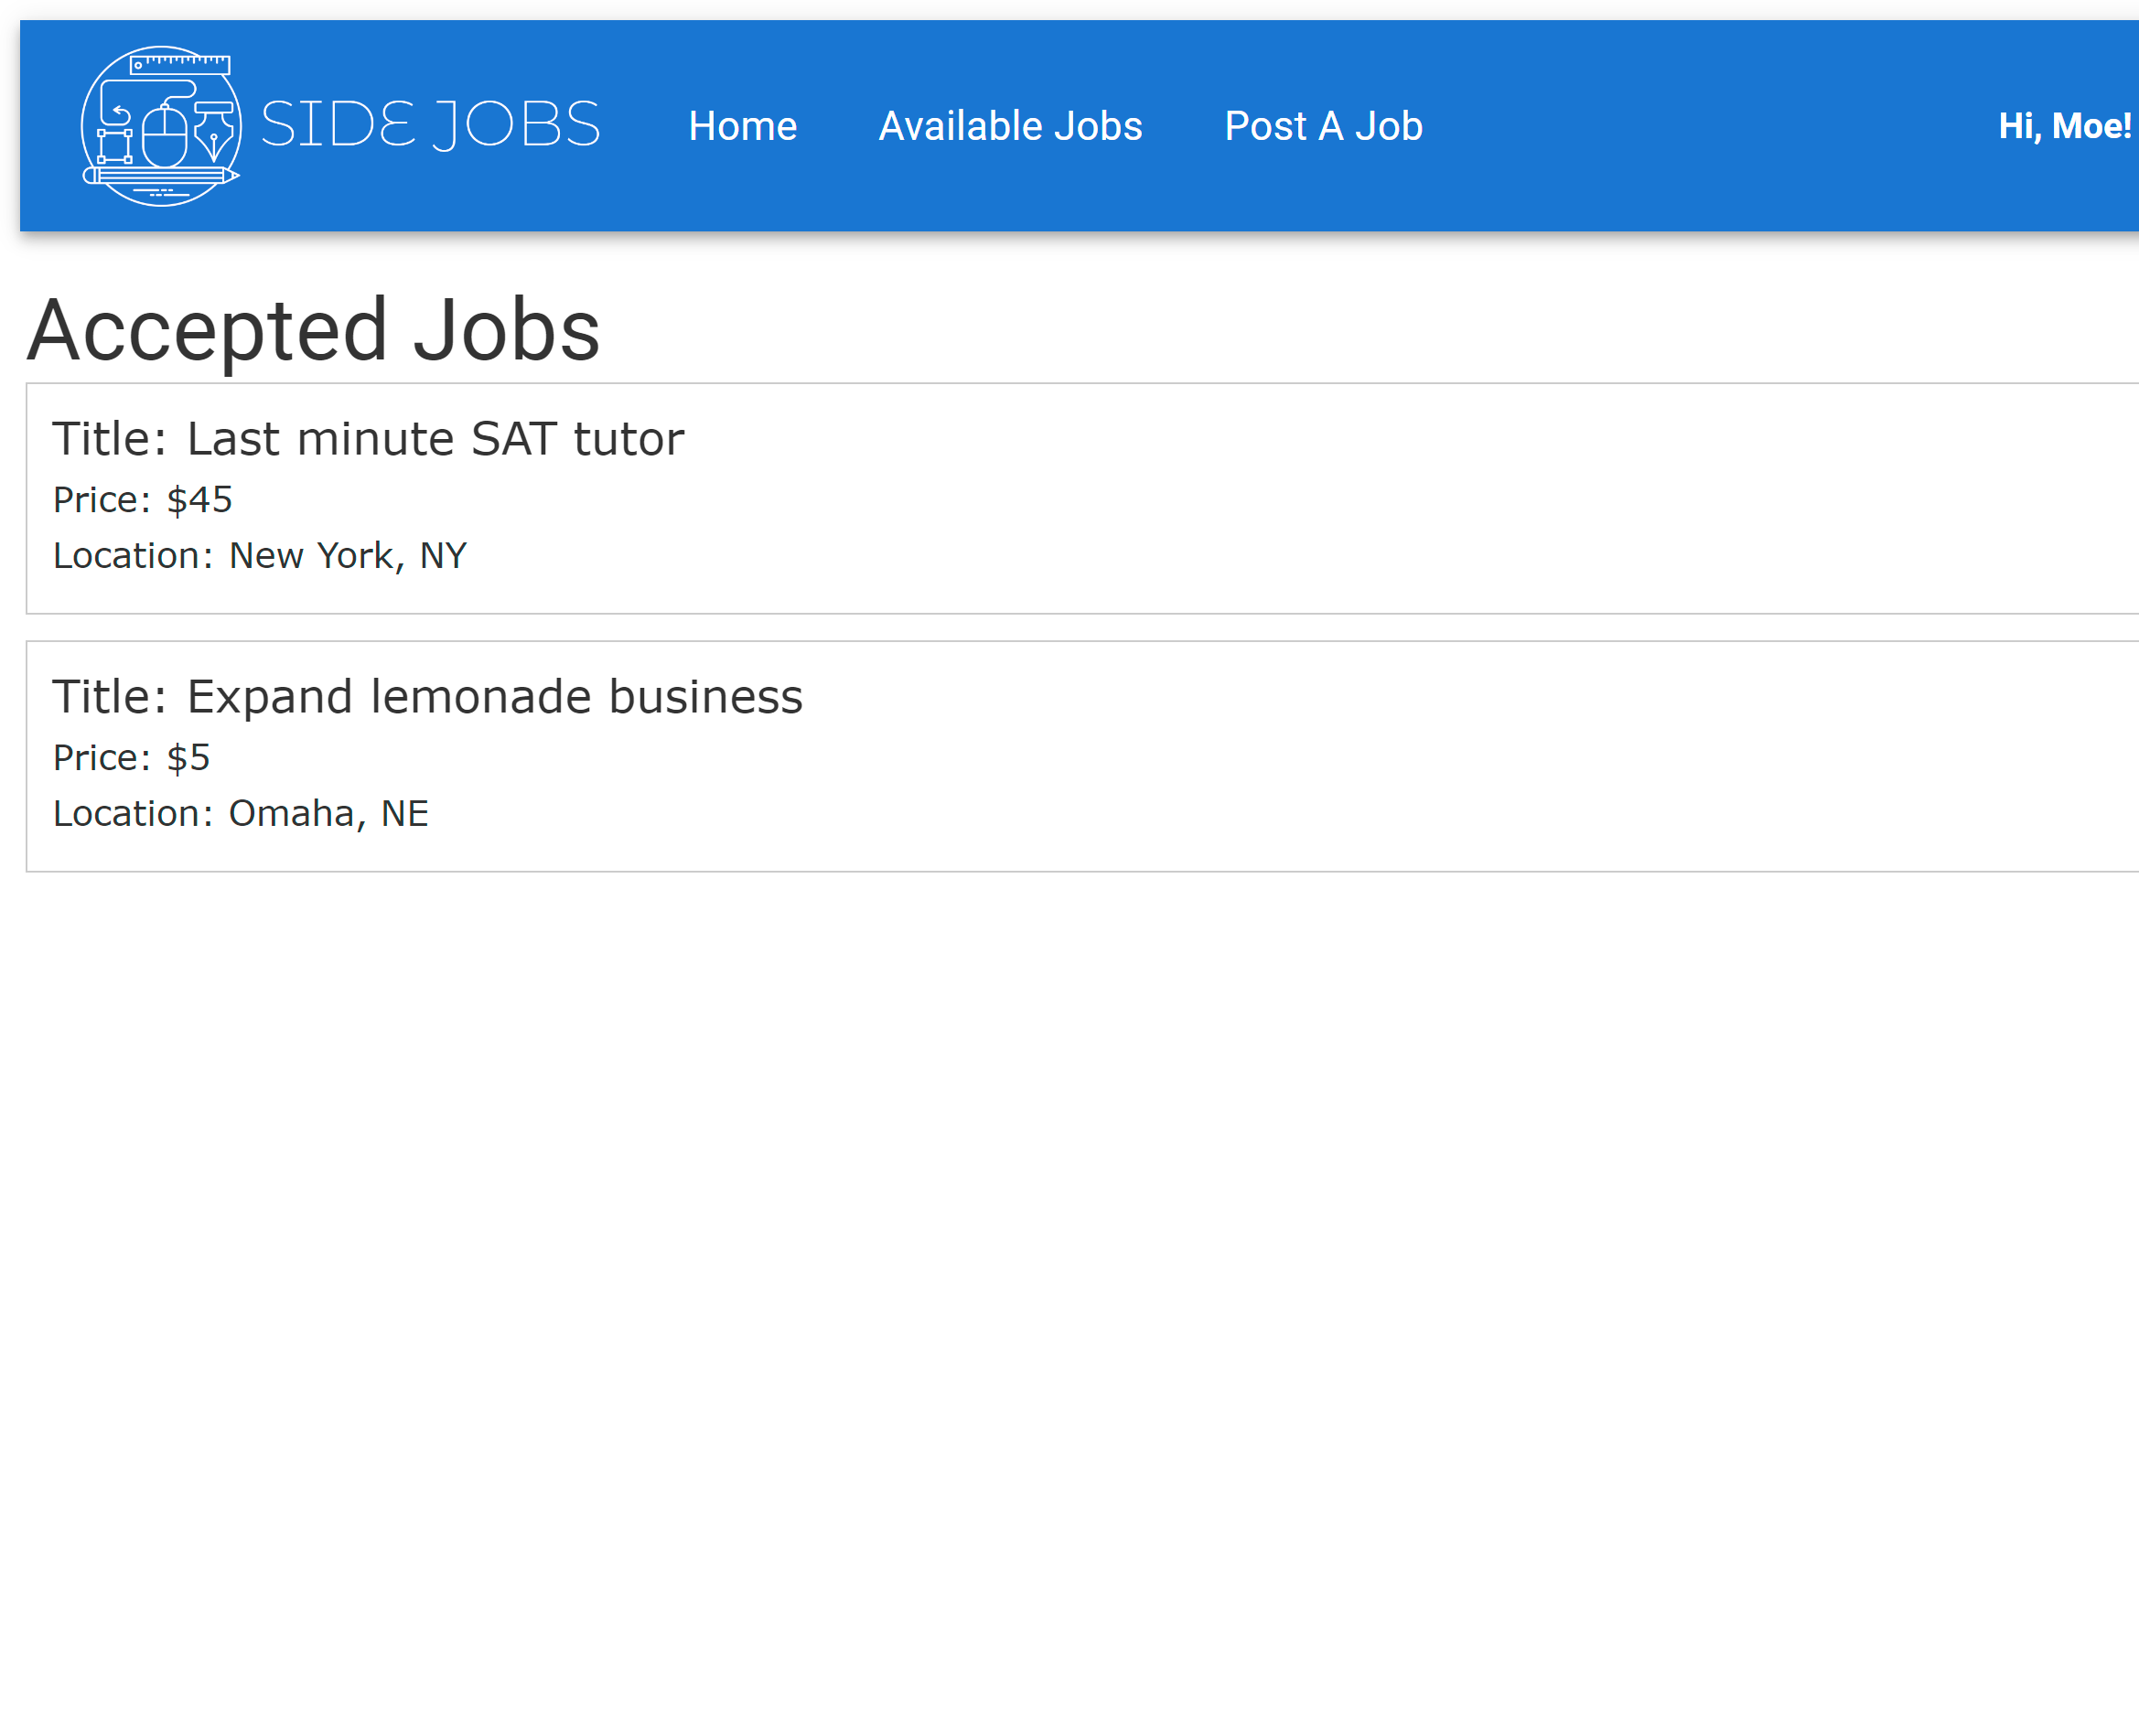 SIDE JOBS Home Available Jobs Post A Job Hi, Moe!
Accepted Jobs
Title: Last minute SAT tutor
Price: $45
Location: New York, NY
Title: Expand lemonade business
Price: $5
Location: Omaha, NE